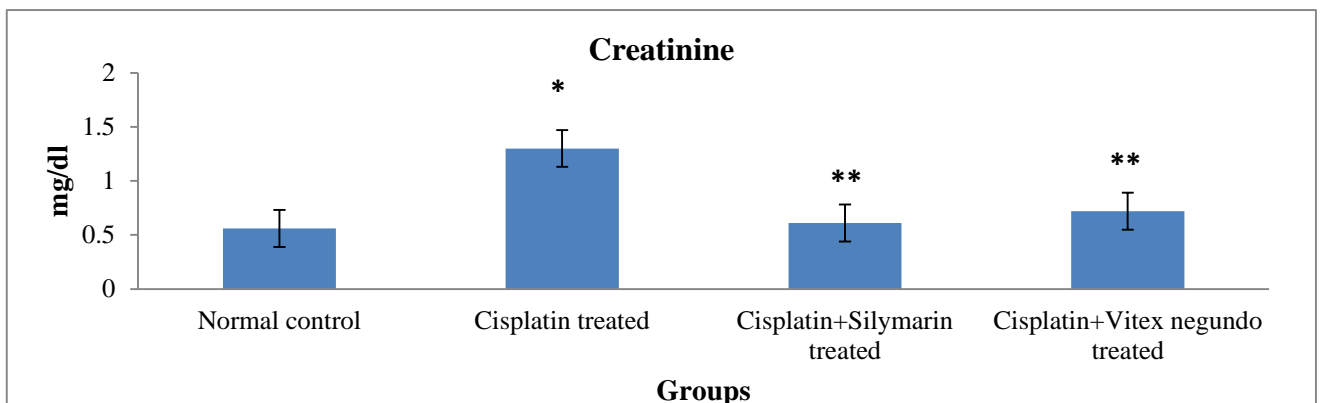 Creatinine
2
1.5
1
0.5
0
mg/dl
*
**
**
Normal control
Cisplatin treated
Cisplatin+Silymarin
treated
Cisplatin+Vitex negundo
treated
Groups